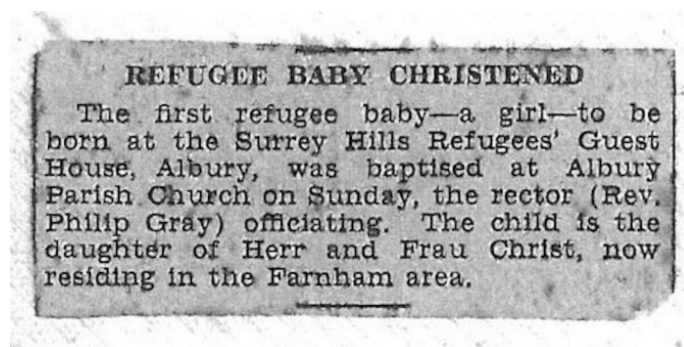 REFUGEE BABY CHRISTENED
The first refugee baby—a girl—to be
born at the Surrey Hills Refugees' Guest
House, Albury, was baptised at Albury
Parish Church on Sunday, the rector (Rev.
Philip Gray) officiating. The child is the
daughter of Herr and Frau Christ, now
residing in the Farnham area.